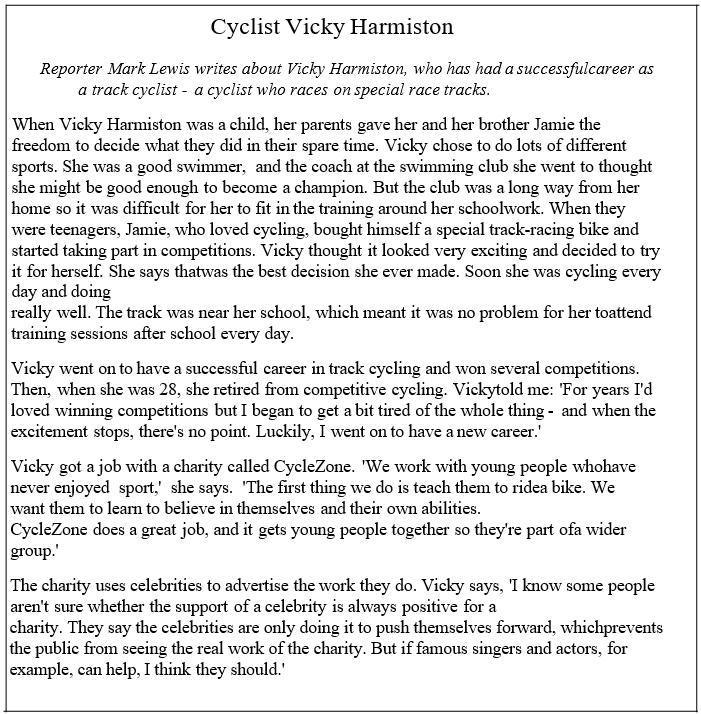 Cyclist Vicky Harmiston
Reporter Mark Lewis writes about Vicky Harmiston, who has had a successfulcareer as
a track cyclist - a cyclist who races on special race tracks.
When Vicky Harmiston was a child, her parents gave her and her brother Jamie the
freedom to decide what they did in their spare time. Vicky chose to do lots of different
sports. She was a good swimmer, and the coach at the swimming club she went to thought
she might be good enough to become a champion. But the club was a long way from her
home so it was difficult for her to fit in the training around her schoolwork. When they
were teenagers, Jamie, who loved cycling, bought himself a special track-racing bike and
started taking part in competitions. Vicky thought it looked very exciting and decided to try
it for herself. She says thatwas the best decision she ever made. Soon she was cycling every
day and doing
really well. The track was near her school, which meant it was no problem for her toattend
training sessions after school every day.
Vicky went on to have a successful career in track cycling and won several competitions.
Then, when she was 28, she retired from competitive cycling. Vickytold me: 'For years I'd
loved winning competitions but I began to get a bit tired of the whole thing - and when the
excitement stops, there's no point. Luckily, I went on to have a new career.'
Vicky got a job with a charity called CycleZone. 'We work with young people whohave
never enjoyed sport,' she says. 'The first thing we do is teach them to ridea bike. We
want them to learn to believe in themselves and their own abilities.
CycleZone does a great job, and it gets young people together so they're part ofa wider
group.'
The charity uses celebrities to advertise the work they do. Vicky says, 'I know some people
aren't sure whether the support of a celebrity is always positive for a
charity. They say the celebrities are only doing it to push themselves forward, whichprevents
the public from seeing the real work of the charity. But if famous singers and actors, for
example, can help, I think they should.'